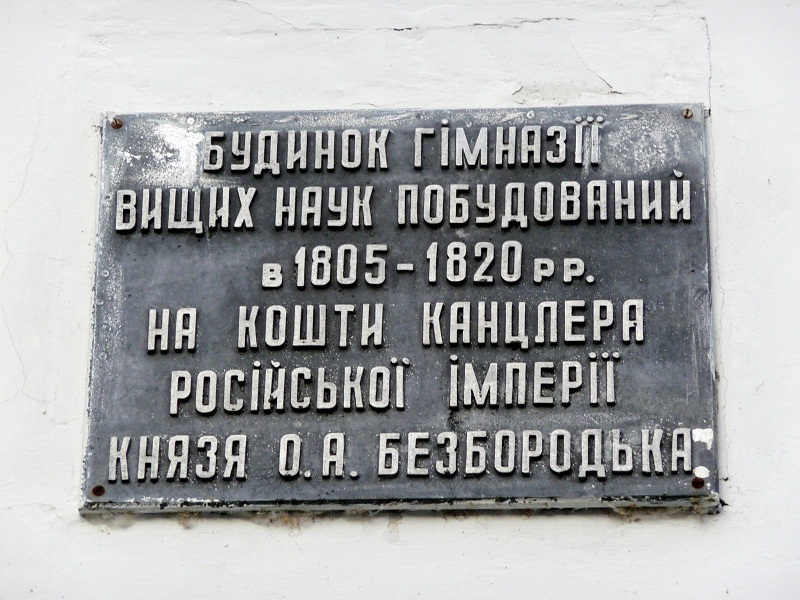 БУДИНОК ГІМНАЗІЇ
ВИЩИХ НАУК ПОБУДОВАНИЙ
в 1805-1820 рр.
НА КОШТИ КАНЦЛЕРА
РОСІЙСЬКОЇ ІМПЕРІЇ
КНЯЗЯ О.А. БЕЗБОРОДЬКА